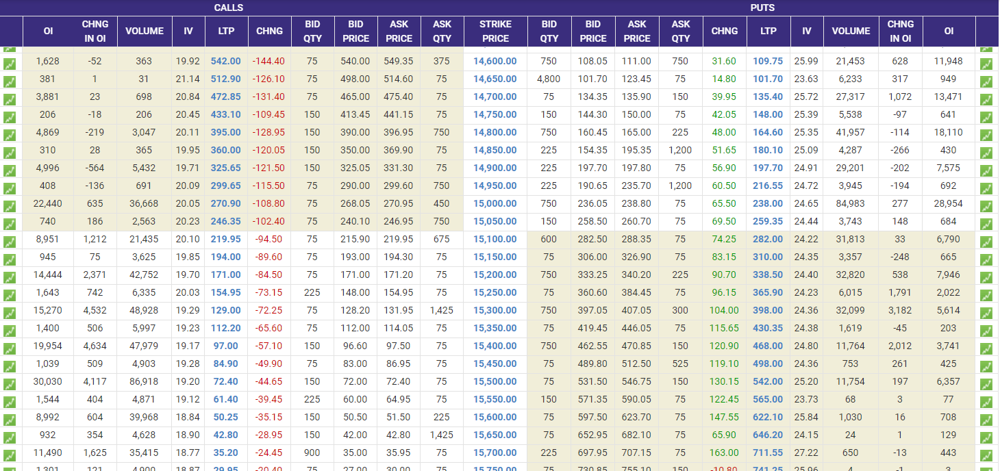 CALLS PUTS
OI CHNG IN OI VOLUME IV LTP CHNG BID QTY BID PRICE ASK PRICE ASK QTY STRIKE PRICE BID QTY BID PRICE ASK PRICE ASK QTY CHNG LTP IV VOLUME CHNG IN OI OI
1,628 -52 363 19.92 542.00 -144.40 75 540.00 549.35 375 14,600.00 750 108.05 111.00 750 31.60 109.75 25.99 21,453 628 11,948
381 1 31 21.14 512.90 -126.10 75 498.00 514.60 75 14,650.00 4,800 101.70 123.45 75 14.80 101.70 23.63 6,233 317 949
3,881 23 698 20.84 472.85 -131.40 75 465.00 475.40 75 14,700.00 75 134.35 135.90 150 39.95 135.40 25.72 27,317 1,072 13,471
206 -18 206 20.45 433.10 -109.45 150 413.45 441.15 75 14,750.00 150 144.30 150.00 75 42.05 148.00 25.39 5,538 -97 641
4,869 -219 3,047 20.11 395.00 -128.95 150 390.00 396.95 750 14,800.00 750 160.45 165.00 225 48.00 164.60 25.35 41,957 -114 18,110
310 28 365 19.95 360.00 -120.05 150 350.00 369.90 75 14,850.00 225 154.35 195.35 1,200 51.65 180.10 25.09 4,287 -266 430
4,996 -564 5,432 19.71 325.65 -121.50 150 325.05 331.30 75 14,900.00 225 197.70 197.80 75 56.90 197.70 24.91 29,201 -202 7,575
408 -136 691 20.09 299.65 -115.50 75 290.00 299.60 750 14,950.00 225 190.65 235.70 1,200 60.50 216.55 24.72 3,945 -194 692
22,440 635 36,668 20.05 270.90 -108.80 75 268.05 270.95 450 15,000.00 750 236.05 238.80 75 65.50 238.00 24.65 84,983 277 28,954
740 186 2,563 20.23 246.35 -102.40 75 240.10 246.95 750 15,050.00 150 258.50 260.70 75 69.50 259.35 24.44 3,743 148 684
8,951 1,212 21,435 20.10 219.95 -94.50 75 215.90 219.95 675 15,100.00 600 282.50 288.35 75 74.25 282.00 24.22 31,813 33 6,790
945 75 3,625 19.85 194.00 -89.60 75 193.00 194.30 75 15,150.00 75 306.00 326.90 75 83.15 310.00 24.35 3,357 -248 665
14,444 2,371 42,752 19.70 171.00 -84.50 75 171.00 171.20 75 15,200.00 750 333.25 340.20 225 90.70 338.50 24.40 32,820 538 7,946
1,643 742 6,335 20.03 154.95 -73.15 225 148.00 154.95 75 15,250.00 75 360.60 384.45 75 96.15 365.90 24.23 6,015 1,791 2,022
15,270 4,532 48,928 19.29 129.00 -72.25 75 128.20 131.95 1,425 15,300.00 750 397.05 407.05 300 104.00 398.00 24.36 32,099 3,182 5,614
1,400 506 5,997 19.23 112.20 -65.60 75 112.00 114.05 75 15,350.00 75 419.45 446.05 75 115.65 430.35 24.38 1,619 -45 203
19,954 4,634 47,979 19.17 97.00 -57.10 150 96.60 97.50 75 15,400.00 750 462.55 470.85 150 120.90 468.00 24.80 11,764 2,012 3,741
1,039 509 4,903 19.28 84.90 -49.90 75 83.00 86.95 75 15,450.00 75 489.80 512.50 525 119.10 498.00 24.36 753 261 425
30,030 4,117 86,918 19.20 72.40 -44.65 150 72.00 72.40 75 15,500.00 75 531.50 546.75 150 130.15 542.00 25.20 11,754 197 6,357
1,544 404 4,871 19.12 61.40 -39.45 225 60.00 64.95 75 15,550.00 150 571.35 590.05 75 122.45 565.00 23.73 68 3 77
8,992 604 39,968 18.84 50.25 -35.15 150 50.50 51.50 225 15,600.00 75 597.50 623.70 75 147.55 622.10 25.84 1,030 16 708
932 354 4,628 18.90 42.80 -28.95 150 42.00 42.80 1,425 15,650.00 75 652.95 682.10 75 65.90 646.20 24.15 24 1 129
11,490 1,625 35,415 18.77 35.20 -24.45 900 35.00 35.95 75 15,700.00 225 697.95 707.15 75 163.00 711.55 27.22 650 -13 443
1,301 121 4,900 18.87 29.95 -20.40 75 27.00 30.00 75 15,750.00 75 730.85 755.10 150 -10.80 741.25 25.96 4 -1 3